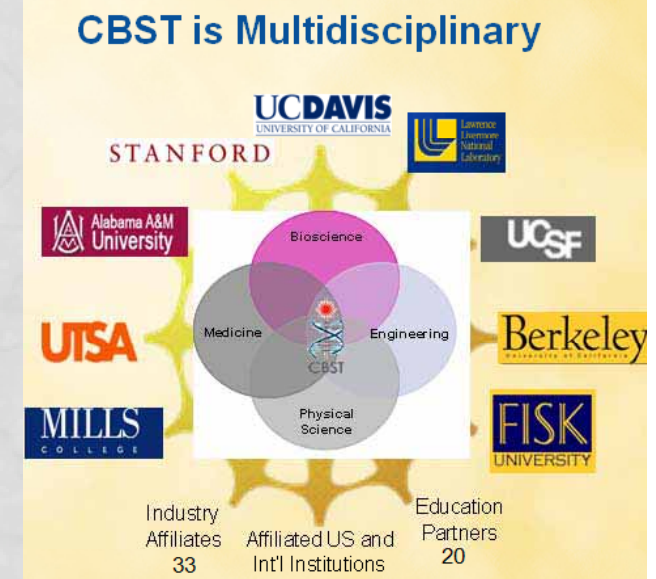 CBST is Multidisciplinary
UCDAVIS
UNIVERSITY OF CALIFORNIA
STANFORD
Lawrence
Livermore
National
Laboratory
Alabama A&M
University
UCSF
Bioscience
Medicine
Engineering
CBST
Physical
Science
UTSA
Berkeley
University of California
MILLS
COLLEGE
FISK
UNIVERSITY
Industry
Affiliates
33
Affiliated US and
Int'l Institutions
Education
Partners
20